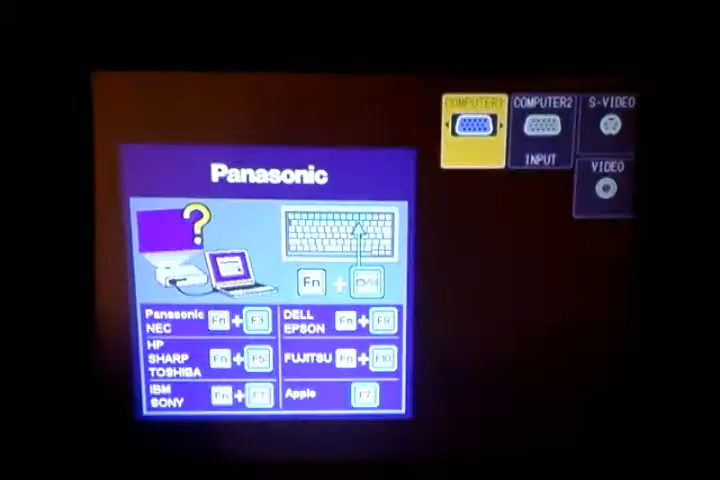 COMPUTER1 COMPUTER2 S-VIDEO
INPUT
VIDEO
Panasonic
?
Fn +
Panasonic
NEC
Fn + F3
DELL
EPSON
Fn + F8
HP
SHARP
TOSHIBA
Fn + F5
FUJITSU
Fn + F10
IBM
SONY
Fn + F7
Apple
F7